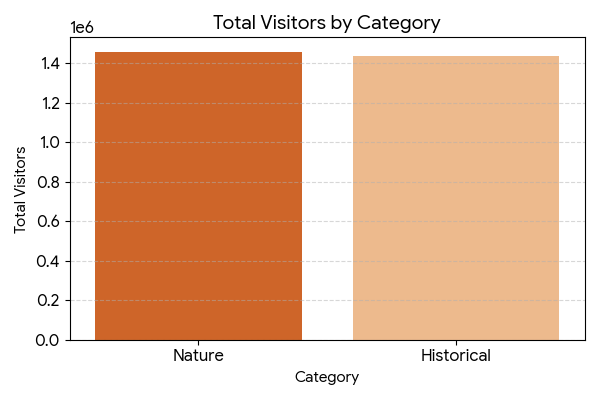 Total Visitors by Category
1e6
1.4
1.2
1.0
0.8
0.6
0.4
0.2
0.0
Total Visitors
Nature
Historical
Category